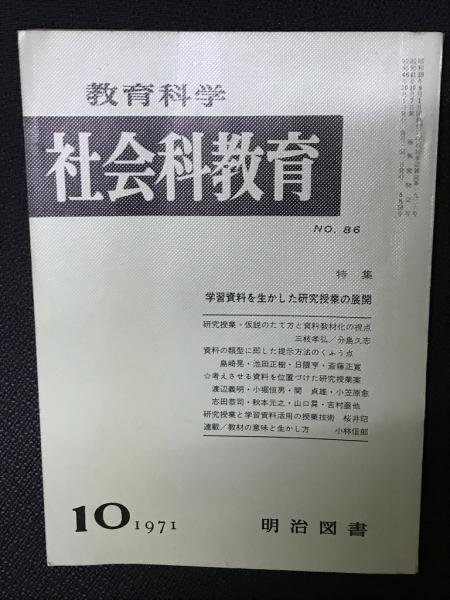 教育科学
社会科教育
NO. 86
特集
学習資料を生かした研究授業の展開
研究授業・仮説のたて方と資料教材化の視点
三枝孝弘/分島久志
資料の類型に即した提示方法のくふう点
島崎晃・池田正樹・日隈亨・斎藤正寛
☆考えさせる資料を位置づけた研究授業案
渡辺義明・小堀恒男・関 貞雄・小笠原愈
志田恭司・秋本元之・山口昮・吉村亜他
研究授業と学習資料活用の授業技術 桜井昭
連載/教材の意味と生かし方 小林信郎
10 1971
明治図書